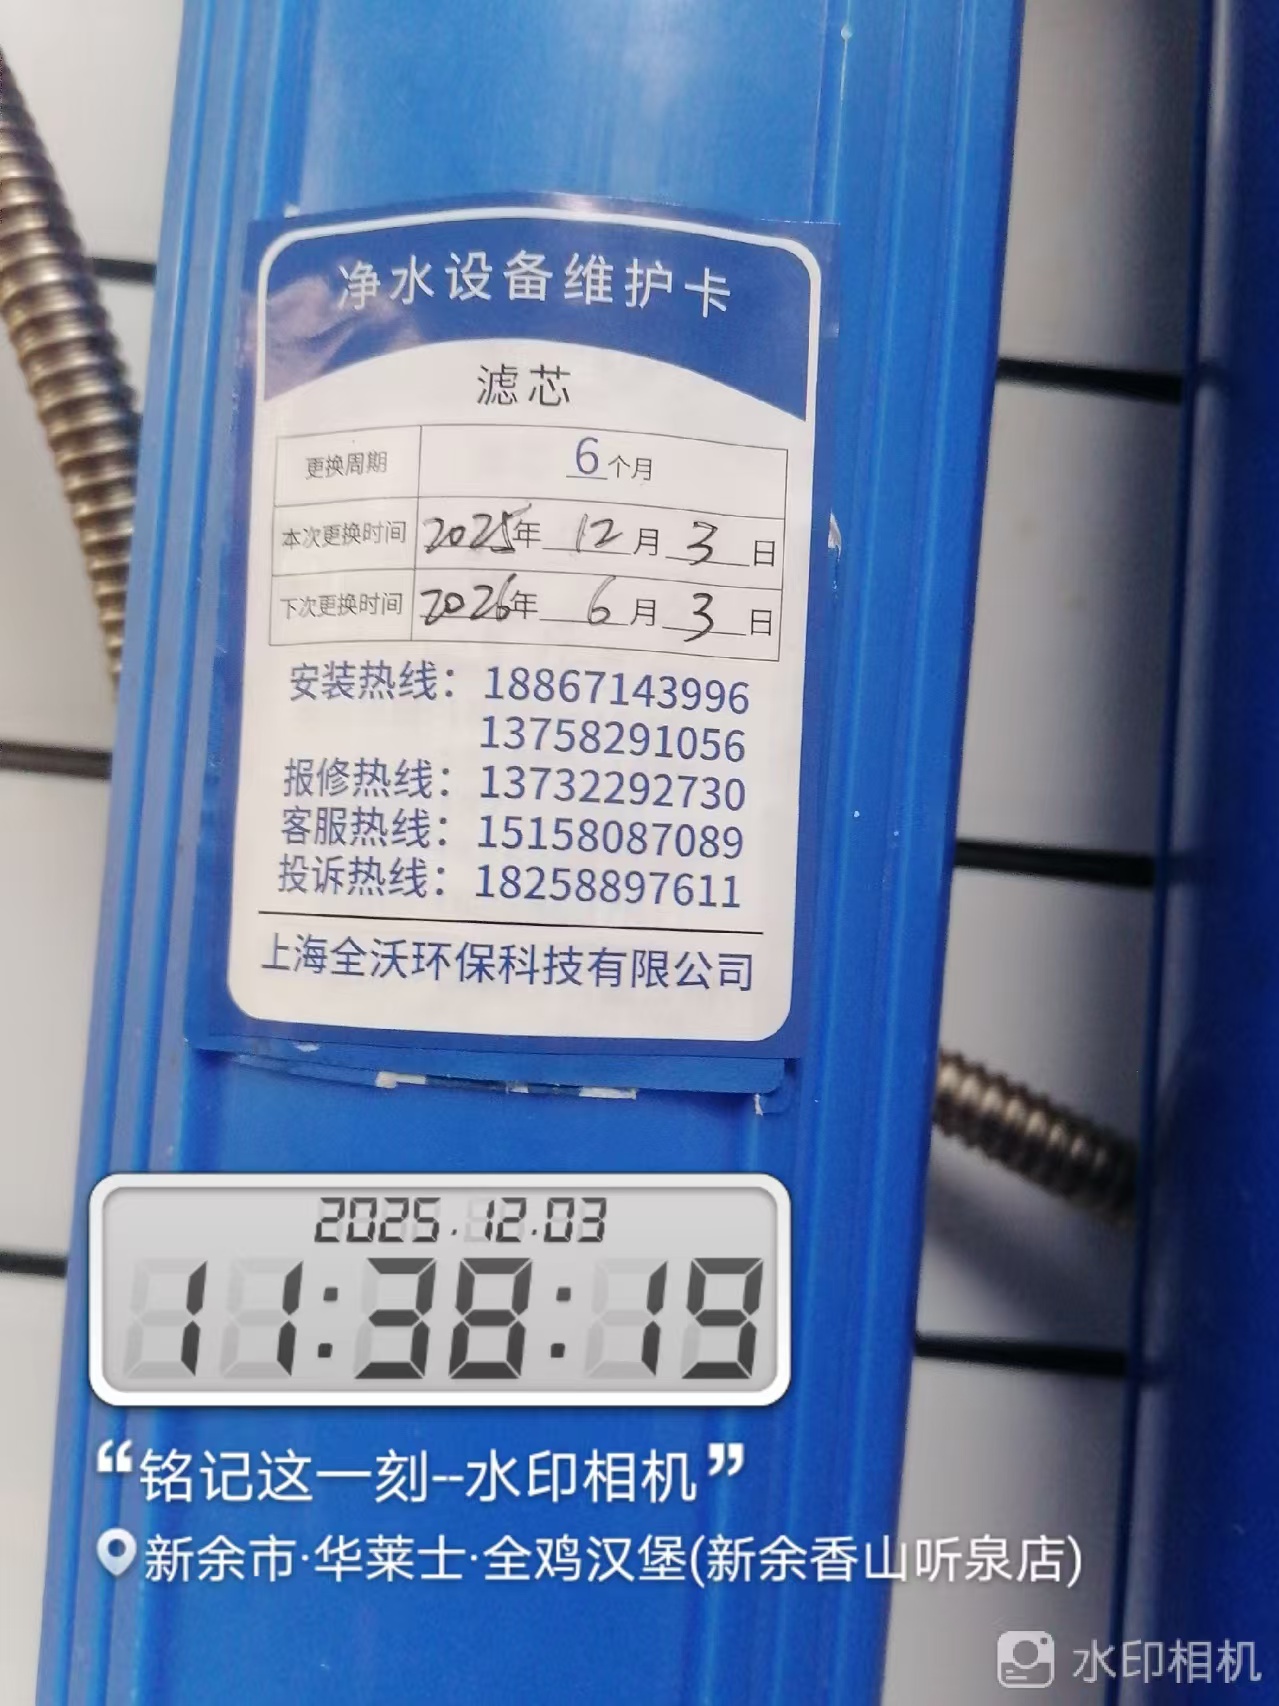 净水设备维护卡
滤芯
更换周期 6个月
本次更换时间 2025年12月3日
下次更换时间 2026年6月3日
安装热线：18867143996
13758291056
报修热线：13732292730
客服热线：15158087089
投诉热线：18258897611
上海全沃环保科技有限公司
2025.12.03
11:38:19
“铭记这一刻--水印相机”
新余市·华莱士·全鸡汉堡(新余香山听泉店)
水印相机